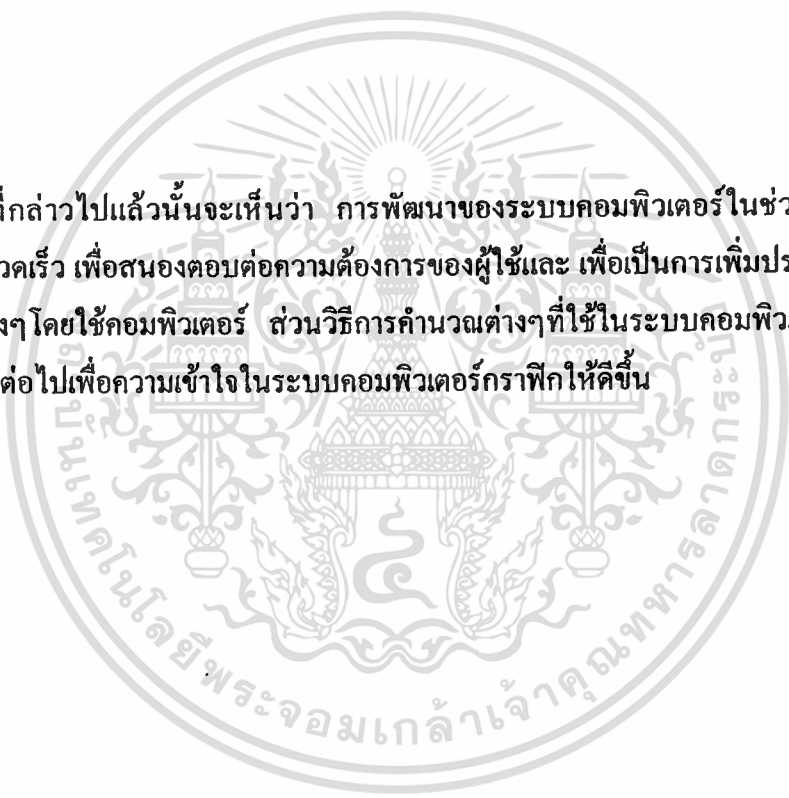 ที่กล่าวไปแล้วนั้นจะเห็นว่า การพัฒนาของระบบคอมพิวเตอร์ในช่ว
วดเร็ว เพื่อสนองตอบต่อความต้องการของผู้ใช้และ เพื่อเป็นการเพิ่มประ
งๆโดยใช้คอมพิวเตอร์ ส่วนวิธีการคำนวณต่างๆที่ใช้ในระบบคอมพิว
ต่อไปเพื่อความเข้าใจในระบบคอมพิวเตอร์กราฟิกให้ดีขึ้น
สถาบันเทคโนโลยีพระจอมเกล้าเจ้าคุณทหารลาดกระบัง